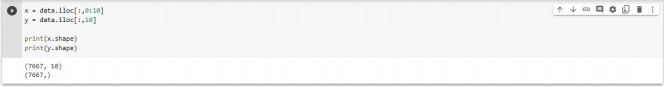 x = data.iloc[:,0:10]
y = data.iloc[:,10]
print(x.shape)
print(y.shape)
(7667, 10)
(7667,)